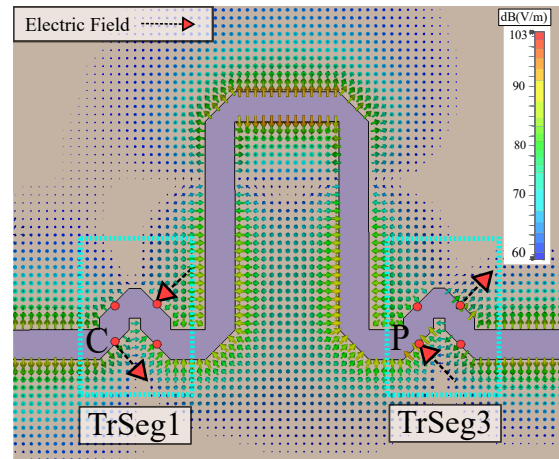 Electric Field
dB(V/m)
103
90
80
70
60
C
P
TrSeg1
TrSeg3